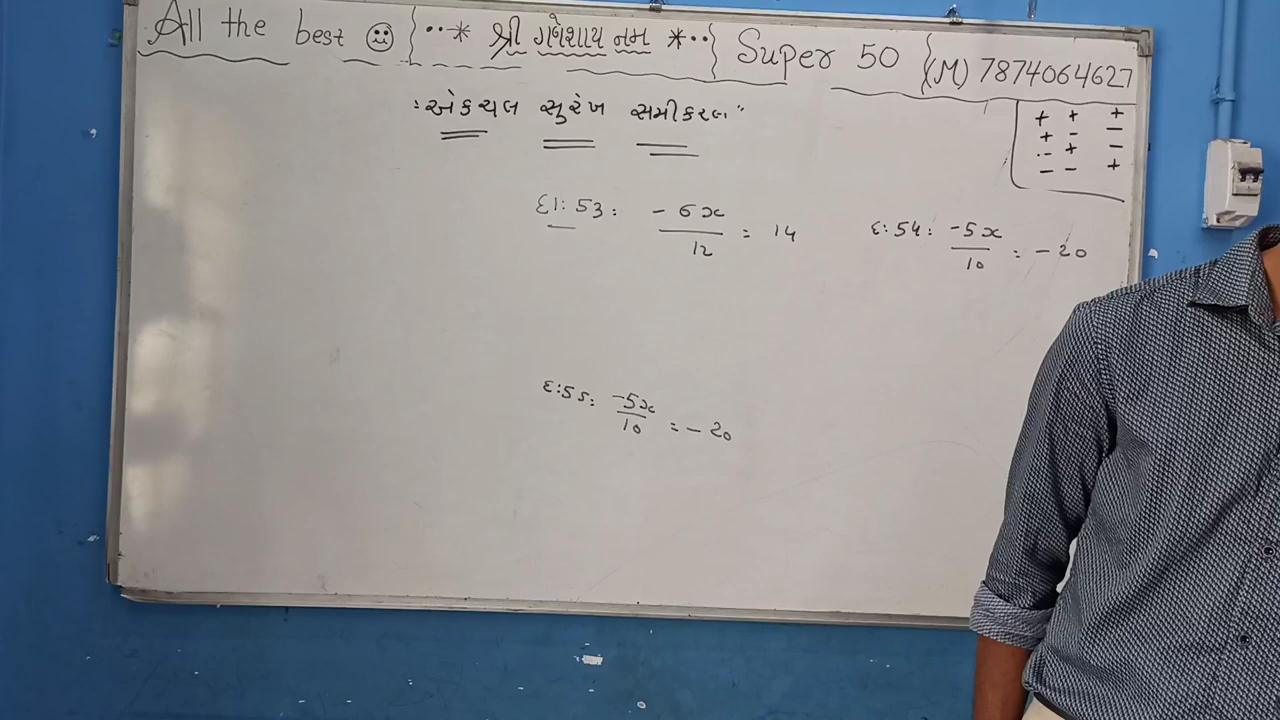 All the best ☺ {··* શ્રી ગણેશાય નમ *··} Super 50 {(M) 7874064627
:એકચલ સુરેખ સમીકરણ"
+ + +
+ - -
- + -
- - +
દા: 53: -6x/12 = 14
દ: 54: -5x/10 = -20
દ:55: -5x/10 = -20